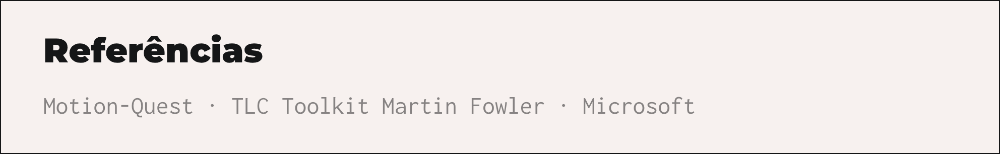 Referências
Motion-Quest · TLC Toolkit Martin Fowler · Microsoft